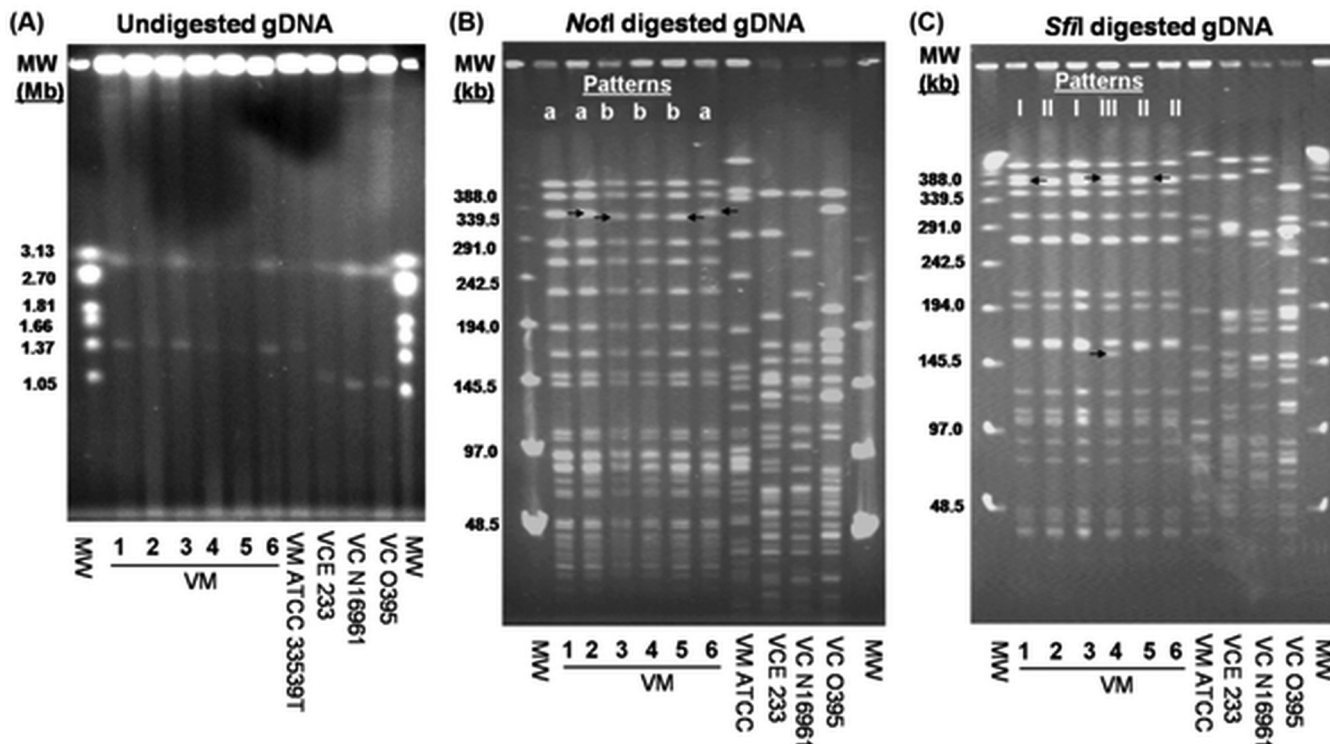 (A) Undigested gDNA
MW
(Mb)
3.13
2.70
1.81
1.66
1.37
1.05
MW 1 2 3 4 5 6 VM ATCC 33539T VCE 233 VC N16961 VC O395 MW
VM
(B) NotI digested gDNA
MW
(kb)
Patterns
a a b b b a
388.0
339.5
291.0
242.5
194.0
145.5
97.0
48.5
MW 1 2 3 4 5 6 VM ATCC VCE 233 VC N16961 VC O395 MW
VM
(C) SfiI digested gDNA
MW
(kb)
Patterns
I II I III II II
388.0
339.5
291.0
242.5
194.0
145.5
97.0
48.5
MW 1 2 3 4 5 6 VM ATCC VCE 233 VC N16961 VC O395 MW
VM